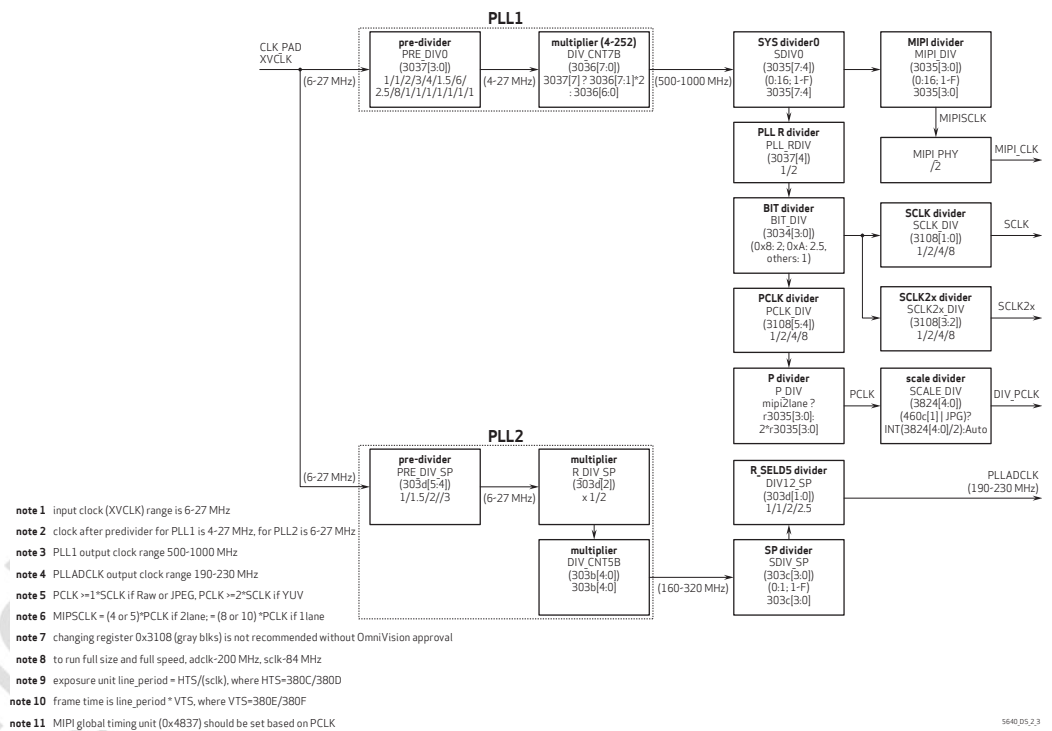 PLL1
CLK_PAD
XVCLK
(6-27 MHz)
pre-divider
PRE_DIV0
(3037[3:0])
1/1/2/3/4/1.5/6/
2.5/8/1/1/1/1/1/1/1
(4-27 MHz)
multiplier (4-252)
DIV_CNT7B
(3036[7:0])
3037[7] ? 3036[7:1]*2
: 3036[6:0]
(500-1000 MHz)
SYS divider0
SDIV0
(3035[7:4])
(0:16; 1-F)
3035[7:4]
MIPI divider
MIPI_DIV
(3035[3:0])
(0:16; 1-F)
3035[3:0]
MIPISCLK
PLL R divider
PLL_RDIV
(3037[4])
1/2
MIPI PHY
/2
MIPI_CLK
BIT divider
BIT_DIV
(3034[3:0])
(0x8: 2, 0xA: 2.5,
others: 1)
SCLK divider
SCLK_DIV
(3108[1:0])
1/2/4/8
SCLK
PCLK divider
PCLK_DIV
(3108[5:4])
1/2/4/8
SCLK2x divider
SCLK2x_DIV
(3108[3:2])
1/2/4/8
SCLK2x
P divider
P_DIV
mipi2lane ?
r3035[3:0]:
2*r3035[3:0]
PCLK
scale divider
SCALE_DIV
(3824[4:0])
(460c[1] | JPG)?
INT(3824[4:0]/2):Auto
DIV_PCLK
PLL2
(6-27 MHz)
pre-divider
PRE_DIV_SP
(303d[5:4])
1/1.5/2//3
(6-27 MHz)
multiplier
R_DIV_SP
(303d[2])
x 1/2
R_SELD5 divider
DIV12_SP
(303d[1:0])
1/1/2/2.5
PLLADCLK
(190-230 MHz)
multiplier
DIV_CNT5B
(303b[4:0])
303b[4:0]
(160-320 MHz)
SP divider
SDIV_SP
(303c[3:0])
(0:1; 1-F)
303c[3:0]
note 1 input clock (XVCLK) range is 6-27 MHz
note 2 clock after predivider for PLL1 is 4-27 MHz, for PLL2 is 6-27 MHz
note 3 PLL1 output clock range 500-1000 MHz
note 4 PLLADCLK output clock range 190-230 MHz
note 5 PCLK >=1*SCLK if Raw or JPEG, PCLK >=2*SCLK if YUV
note 6 MIPSCLK = (4 or 5)*PCLK if 2lane; = (8 or 10) *PCLK if 1lane
note 7 changing register 0x3108 (gray blks) is not recommended without OmniVision approval
note 8 to run full size and full speed, adclk~200 MHz, sclk~84 MHz
note 9 exposure unit line_period = HTS/(sclk), where HTS=380C/380D
note 10 frame time is line_period * VTS, where VTS=380E/380F
note 11 MIPI global timing unit (0x4837) should be set based on PCLK
5640_DS_2_3